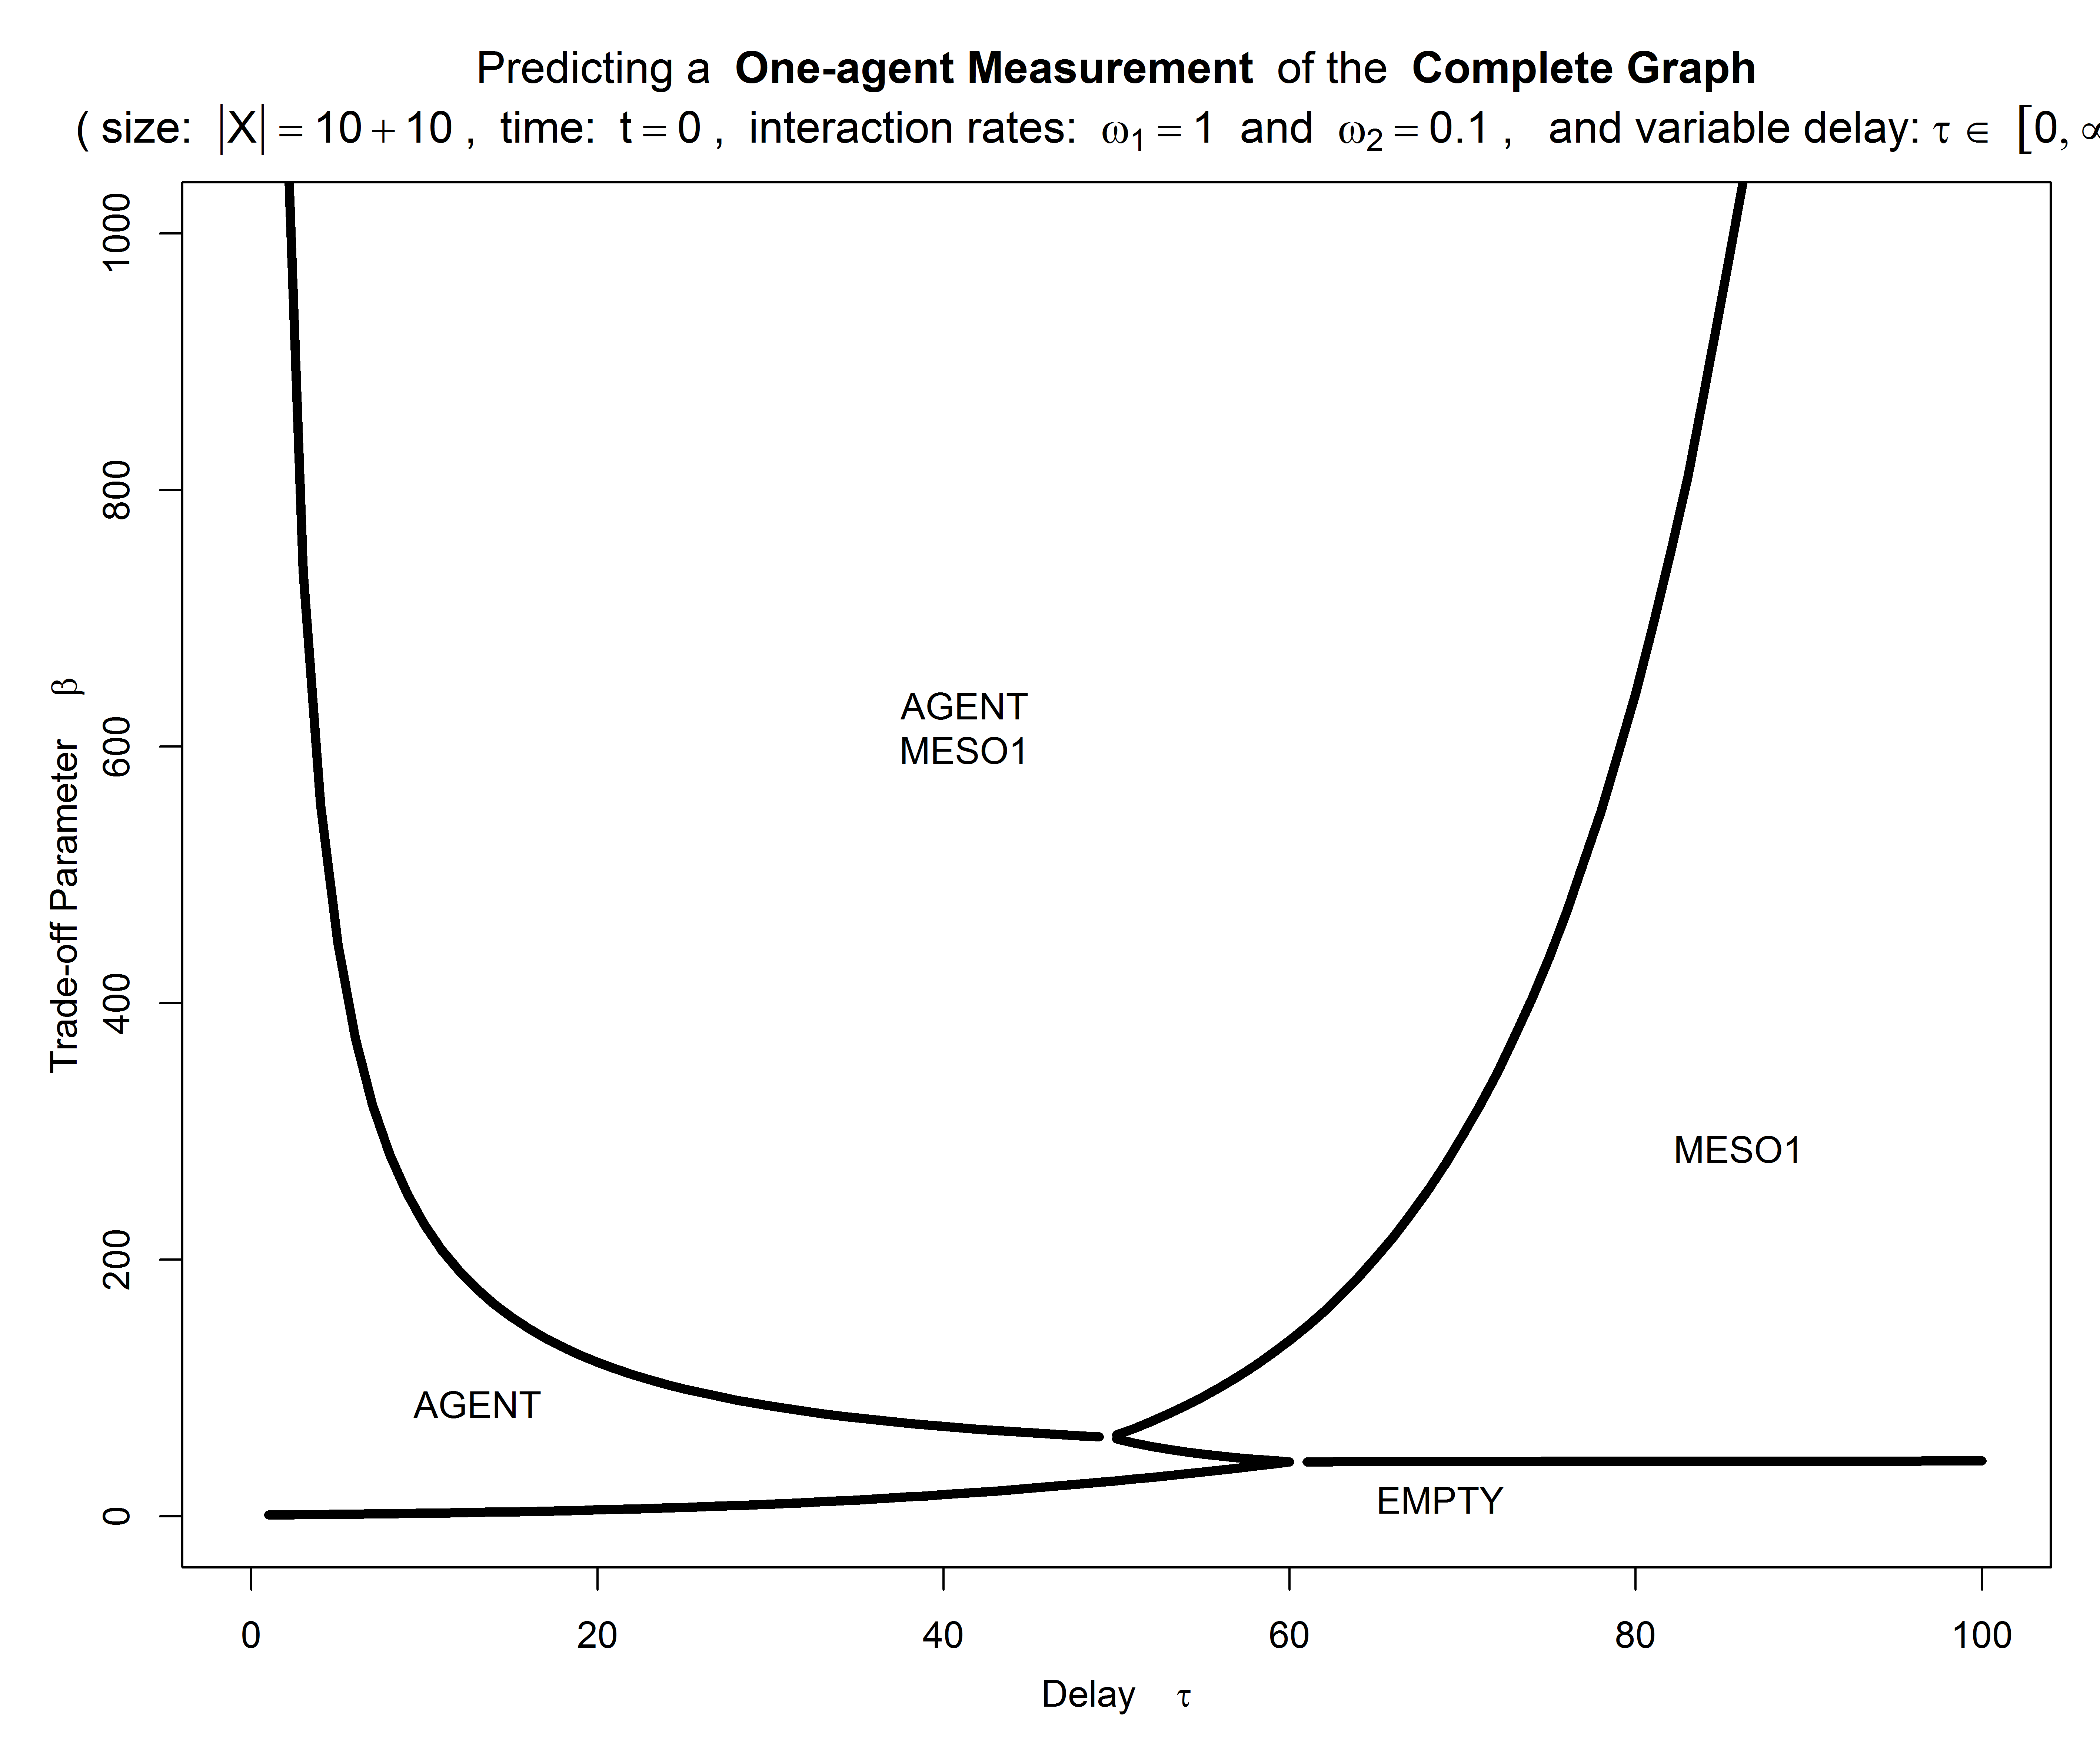 Predicting a One-agent Measurement of the Complete Graph
( size: |X| = 10 + 10 , time: t = 0 , interaction rates: ω1 = 1 and ω2 = 0.1 , and variable delay: τ ∈ [0, ∞
Trade-off Parameter β
1000
800
600
400
200
0
AGENT
MESO1
MESO1
AGENT
EMPTY
0 20 40 60 80 100
Delay τ